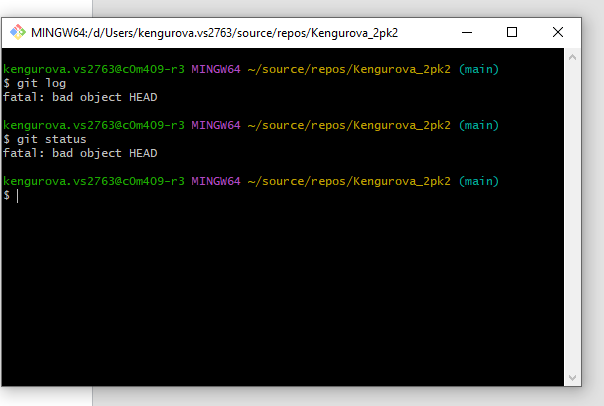 MINGW64:/d/Users/kengurova.vs2763/source/repos/Kengurova_2pk2
kengurova.vs2763@c0m409-r3 MINGW64 ~/source/repos/Kengurova_2pk2 (main)
$ git log
fatal: bad object HEAD
kengurova.vs2763@c0m409-r3 MINGW64 ~/source/repos/Kengurova_2pk2 (main)
$ git status
fatal: bad object HEAD
kengurova.vs2763@c0m409-r3 MINGW64 ~/source/repos/Kengurova_2pk2 (main)
$